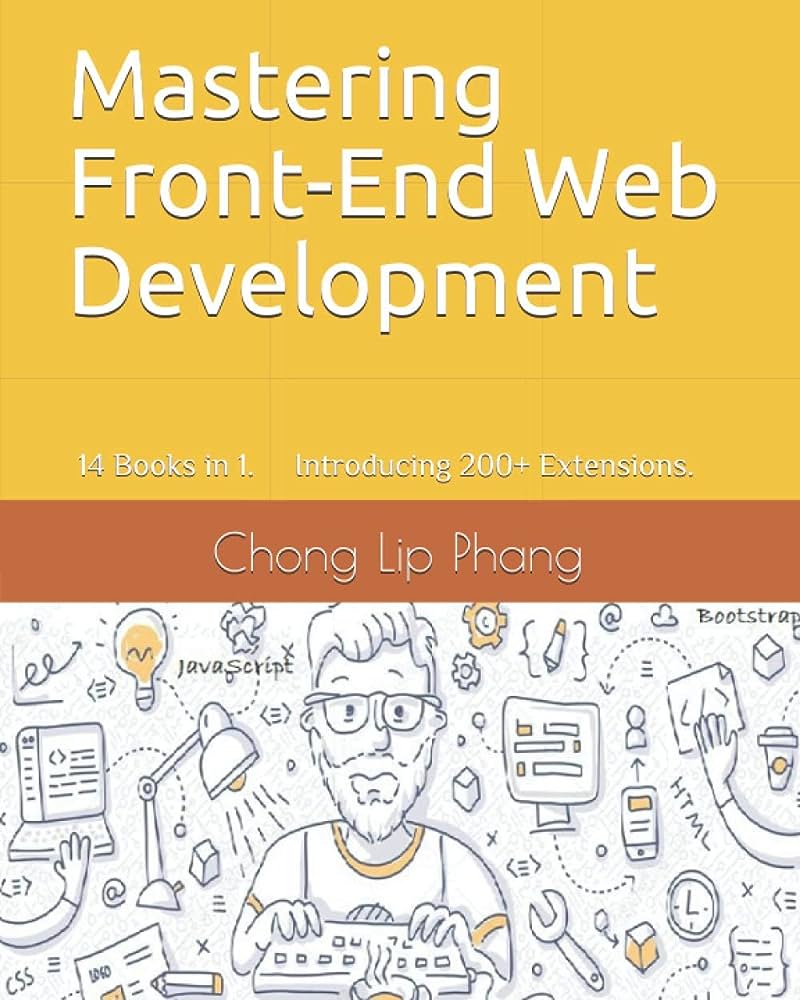 Mastering
Front-End Web
Development
14 Books in 1. Introducing 200+ Extensions.
Chong Lip Phang
Bootstrap
JavaScript
HTML
CSS
LOGO